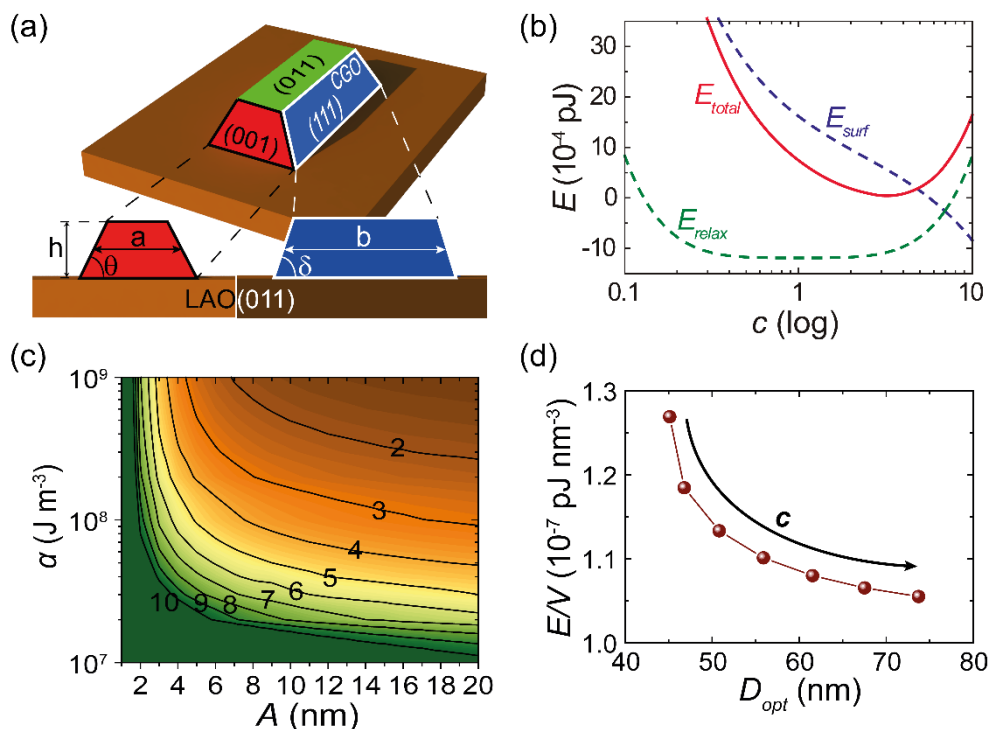 (a)
(011)
CGO
(111)
(001)
h
a
θ
b
δ
LAO(011)
(b)
E (10⁻⁴ pJ)
30
20
10
0
-10
E_total
E_surf
E_relax
0.1
1
10
c (log)
(c)
α (J m⁻³)
10⁹
10⁸
10⁷
2
3
4
5
6
7
8
9
10
2 4 6 8 10 12 14 16 18 20
A (nm)
(d)
E/V (10⁻⁷ pJ nm⁻³)
1.3
1.2
1.1
1.0
c
40 50 60 70 80
D_opt (nm)